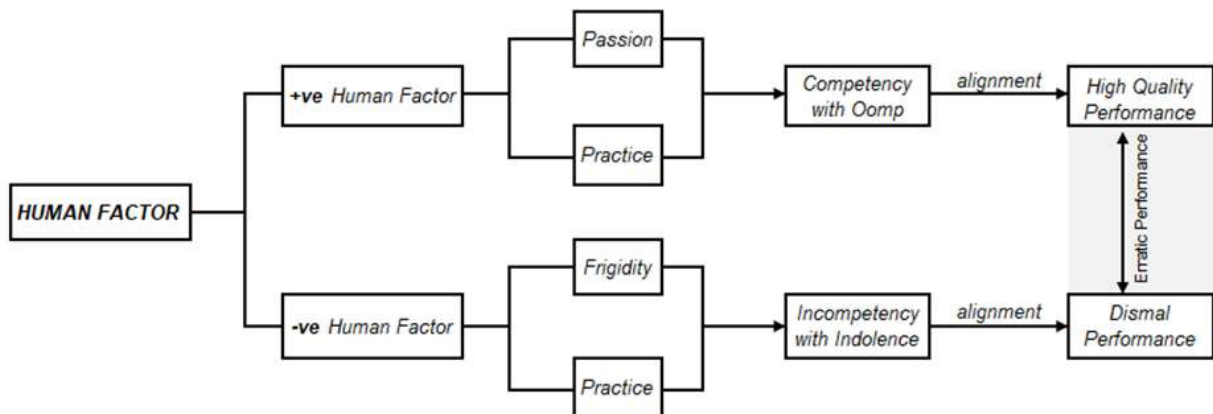 Passion
+ve Human Factor
Competency
with Oomp
alignment
High Quality
Performance
Practice
HUMAN FACTOR
Erratic Performance
Frigidity
-ve Human Factor
Incompetency
with Indolence
alignment
Dismal
Performance
Practice